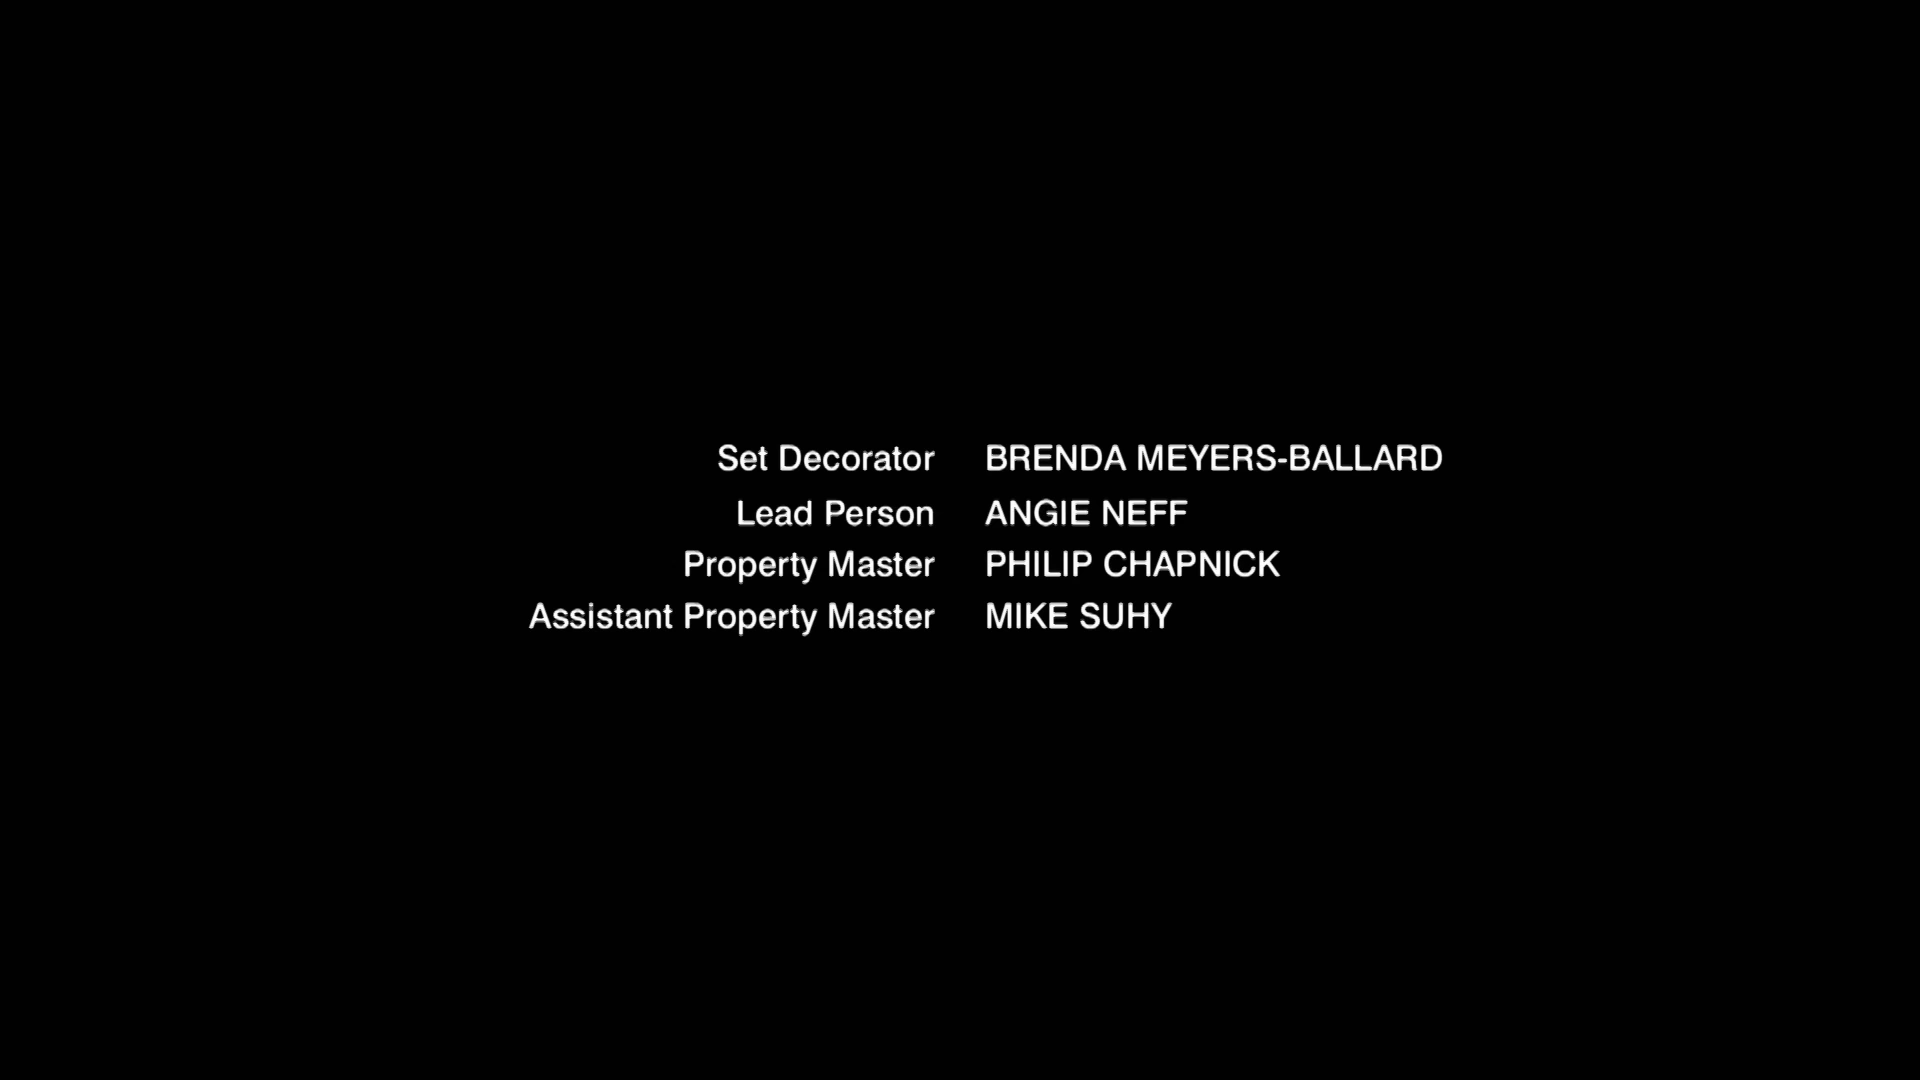 Set Decorator BRENDA MEYERS-BALLARD
Lead Person ANGIE NEFF
Property Master PHILIP CHAPNICK
Assistant Property Master MIKE SUHY